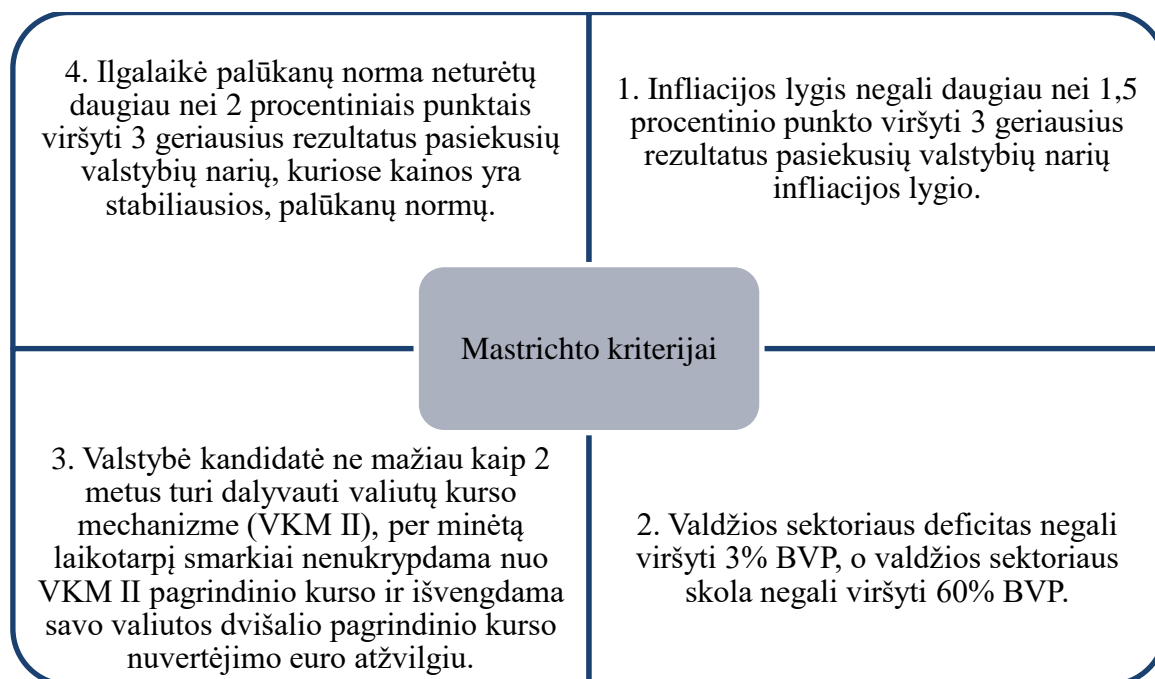 4. Ilgalaikė palūkanų norma neturėtų
daugiau nei 2 procentiniais punktais
viršyti 3 geriausius rezultatus pasiekusių
valstybių narių, kuriose kainos yra
stabiliausios, palūkanų normų.
1. Infliacijos lygis negali daugiau nei 1,5
procentinio punkto viršyti 3 geriausius
rezultatus pasiekusių valstybių narių
infliacijos lygio.
Mastrichto kriterijai
3. Valstybė kandidatė ne mažiau kaip 2
metus turi dalyvauti valiutų kurso
mechanizme (VKM II), per minėtą
laikotarpį smarkiai nenukrypdama nuo
VKM II pagrindinio kurso ir išvengdama
savo valiutos dvišalio pagrindinio kurso
nuvertėjimo euro atžvilgiu.
2. Valdžios sektoriaus deficitas negali
viršyti 3% BVP, o valdžios sektoriaus
skola negali viršyti 60% BVP.